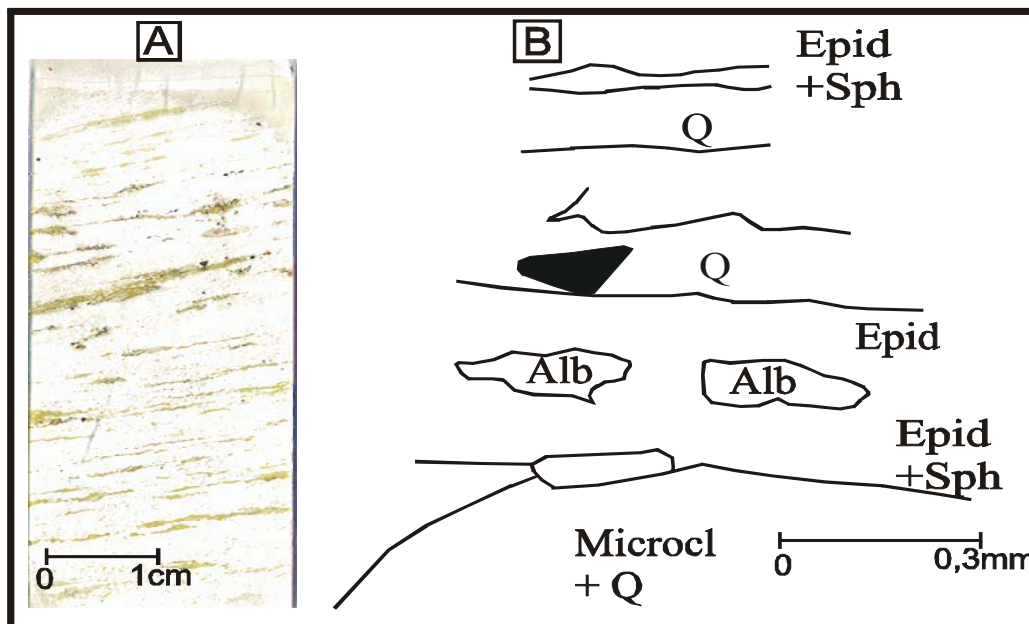 A
B
Epid
+Sph
Q
Q
Epid
Alb
Alb
Epid
+Sph
Microcl
+ Q
0
1cm
0
0,3mm